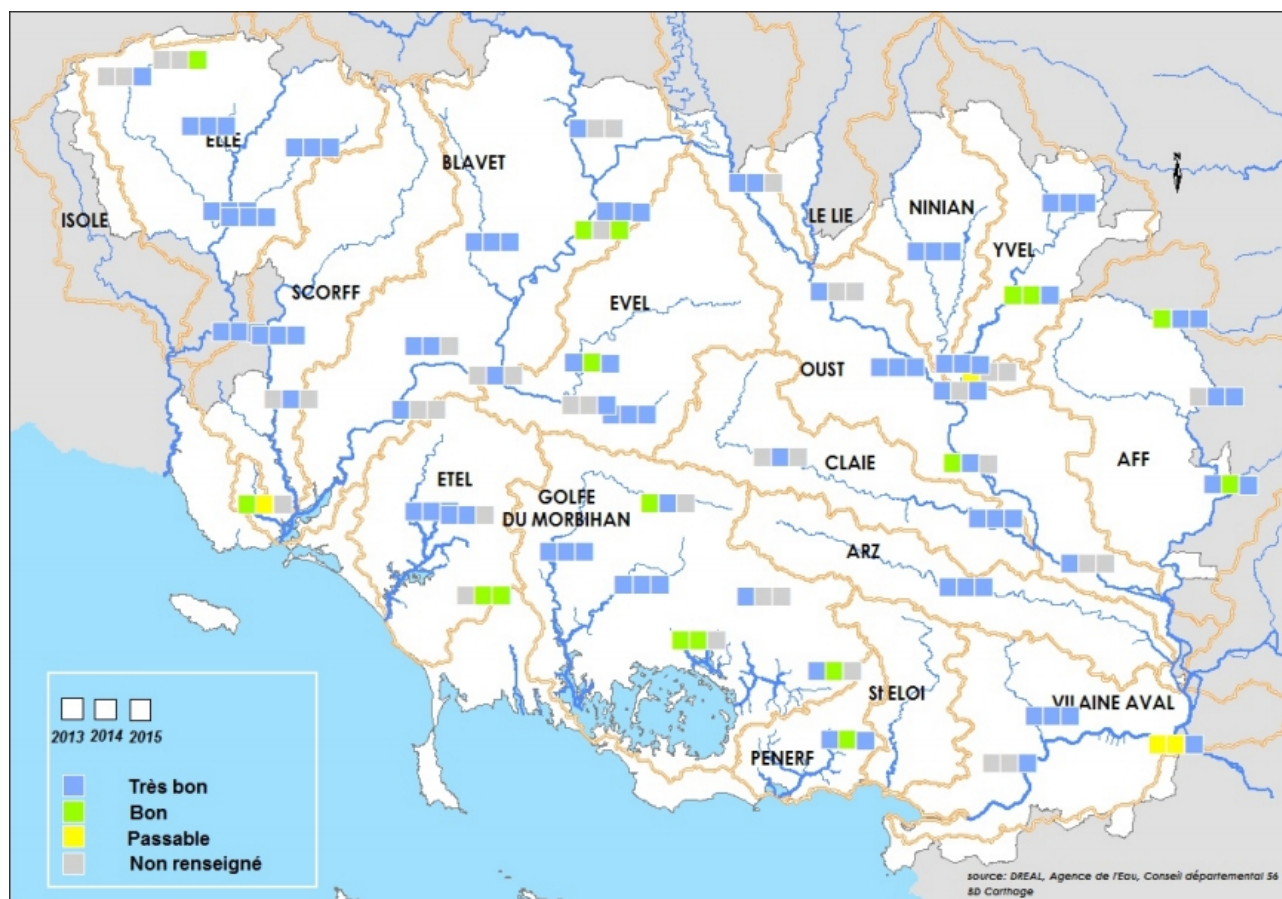 N
ELLE
BLAVET
ISOLE
LE LIE
NINIAN
YVEL
SCORFF
EVEL
OUST
CLAIE
AFF
ETEL
GOLFE
DU MORBIHAN
ARZ
St ELOI
VILAINE AVAL
PENERF
2013 2014 2015
Très bon
Bon
Passable
Non renseigné
source: DREAL, Agence de l'Eau, Conseil départemental 56
BD Carthage